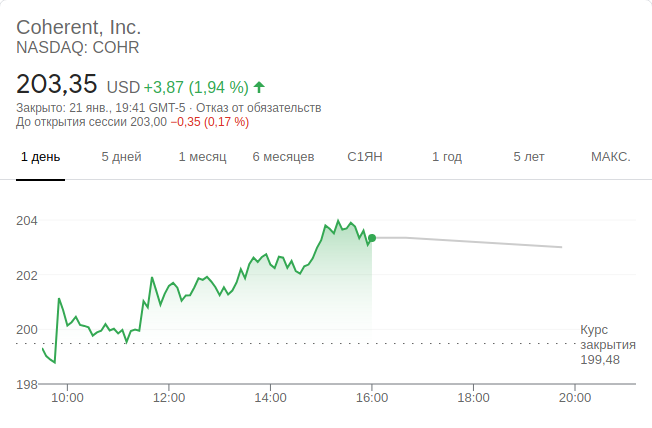 Coherent, Inc.
NASDAQ: COHR
203,35 USD +3,87 (1,94 %)
Закрыто: 21 янв., 19:41 GMT-5 · Отказ от обязательств
До открытия сессии 203,00 −0,35 (0,17 %)
1 день 5 дней 1 месяц 6 месяцев С1ЯН 1 год 5 лет МАКС.
204
202
200
Курс
закрытия
199,48
198
10:00 12:00 14:00 16:00 18:00 20:00